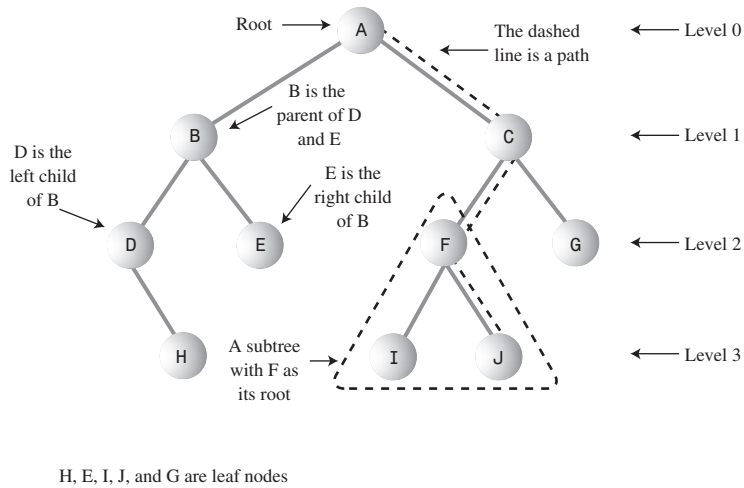 Root
A
The dashed
line is a path
Level 0
B is the
parent of D
and E
B
C
Level 1
D is the
left child
of B
E is the
right child
of B
D
E
F
G
Level 2
A subtree
with F as
its root
H
I
J
Level 3
H, E, I, J, and G are leaf nodes